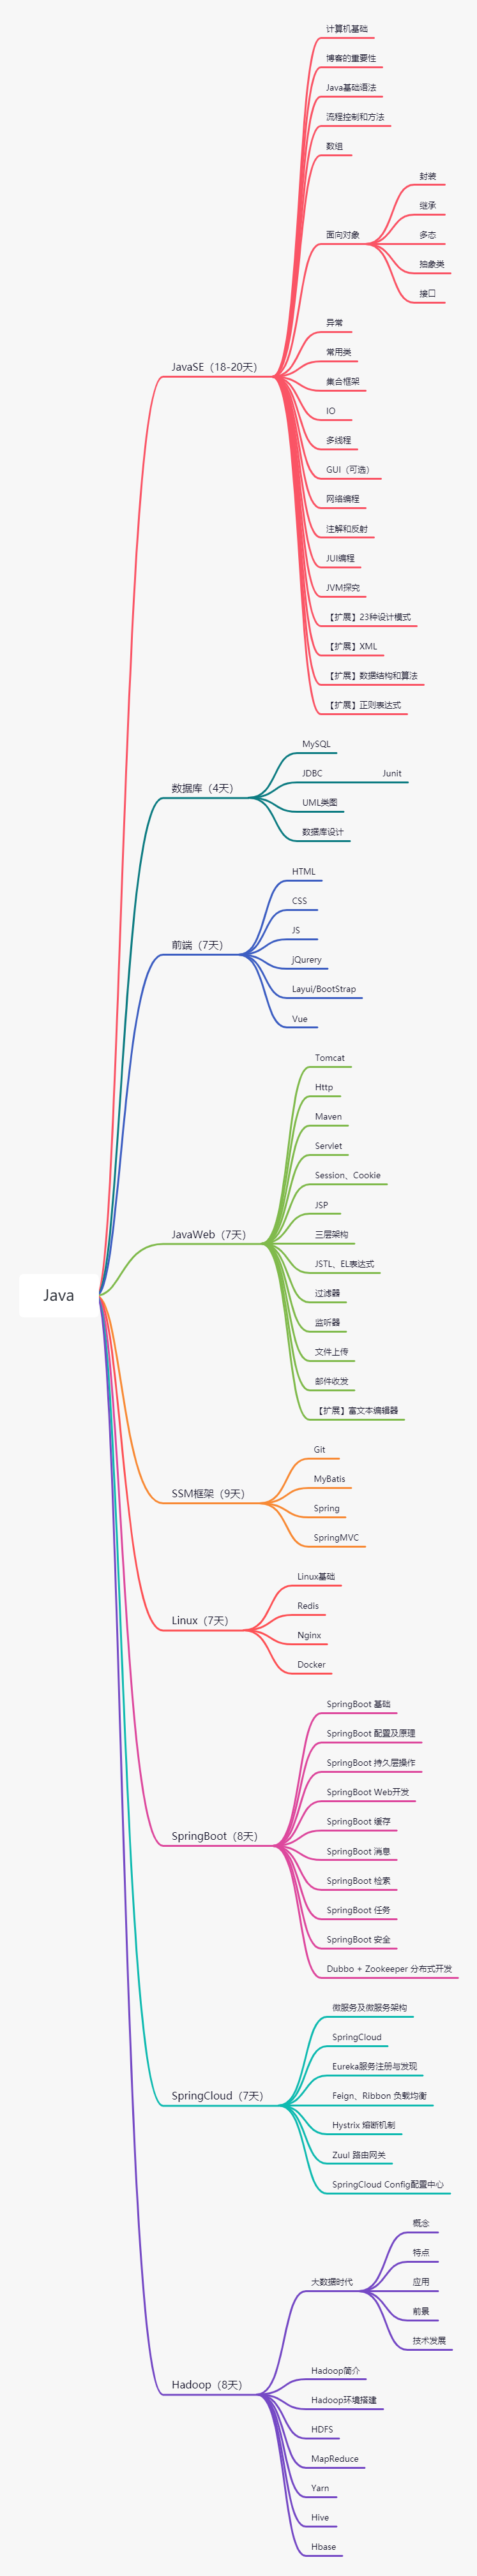 Java
JavaSE（18-20天）
计算机基础
博客的重要性
Java基础语法
流程控制和方法
数组
面向对象
封装
继承
多态
抽象类
接口
异常
常用类
集合框架
IO
多线程
GUI（可选）
网络编程
注解和反射
JUI编程
JVM探究
【扩展】23种设计模式
【扩展】XML
【扩展】数据结构和算法
【扩展】正则表达式
数据库（4天）
MySQL
JDBC
Junit
UML类图
数据库设计
前端（7天）
HTML
CSS
JS
jQurery
Layui/BootStrap
Vue
JavaWeb（7天）
Tomcat
Http
Maven
Servlet
Session、Cookie
JSP
三层架构
JSTL、EL表达式
过滤器
监听器
文件上传
邮件收发
【扩展】富文本编辑器
SSM框架（9天）
Git
MyBatis
Spring
SpringMVC
Linux（7天）
Linux基础
Redis
Nginx
Docker
SpringBoot（8天）
SpringBoot 基础
SpringBoot 配置及原理
SpringBoot 持久层操作
SpringBoot Web开发
SpringBoot 缓存
SpringBoot 消息
SpringBoot 检索
SpringBoot 任务
SpringBoot 安全
Dubbo + Zookeeper 分布式开发
SpringCloud（7天）
微服务及微服务架构
SpringCloud
Eureka服务注册与发现
Feign、Ribbon 负载均衡
Hystrix 熔断机制
Zuul 路由网关
SpringCloud Config配置中心
Hadoop（8天）
大数据时代
概念
特点
应用
前景
技术发展
Hadoop简介
Hadoop环境搭建
HDFS
MapReduce
Yarn
Hive
Hbase